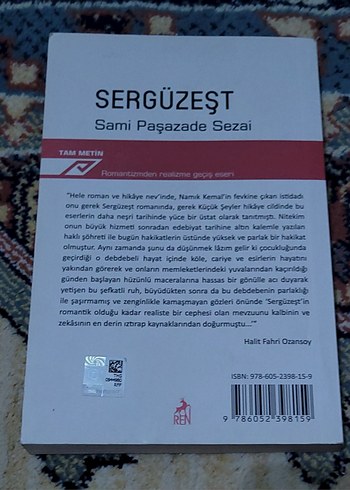 SERGÜZEŞT
Sami Paşazade Sezai
TAM METİN
Romantizmden realizme geçiş eseri
"Hele roman ve hikâye nev'inde, Namık Kemal'in fevkine çıkan istidadı
onu gerek Sergüzeşt romanında, gerek Küçük Şeyler hikâye cildinde bu
eserlerin daha neşri tarihinde yüce bir üstat olarak tanıtmıştı. Nitekim
onun büyük hizmeti sonradan edebiyat tarihine altın kalemle yazılan
haklı şöhreti ile bugün hakikatlerin üstünde yüksek ve parlak bir hakikat
olmuştur. Aynı zamanda şunu da düşünmek lâzım gelir ki çocukluğunda
geçirdiği o debdebeli hayat içinde köle, cariye ve esirlerin hayatını
yakından görerek ve onların memleketlerindeki yuvalarından kaçırıldığı
günden başlayan hüzünlü maceralarına hassas bir gönülle acı duyarak
yetişen bu şefkatli ruh, büyüdükten sonra da bu debdebenin parlaklığı
ile şaşırmamış ve zenginlikle kamaşmayan gözleri önünde 'Sergüzeşt'in
romantik olduğu kadar realiste bir cephesi olan mevzuunu kalbinin ve
zekâsının en derin ıztırap kaynaklarından doğurmuştu..."
Halit Fahri Ozansoy
ISBN: 978-605-2398-15-9
REN
9 786052 398159